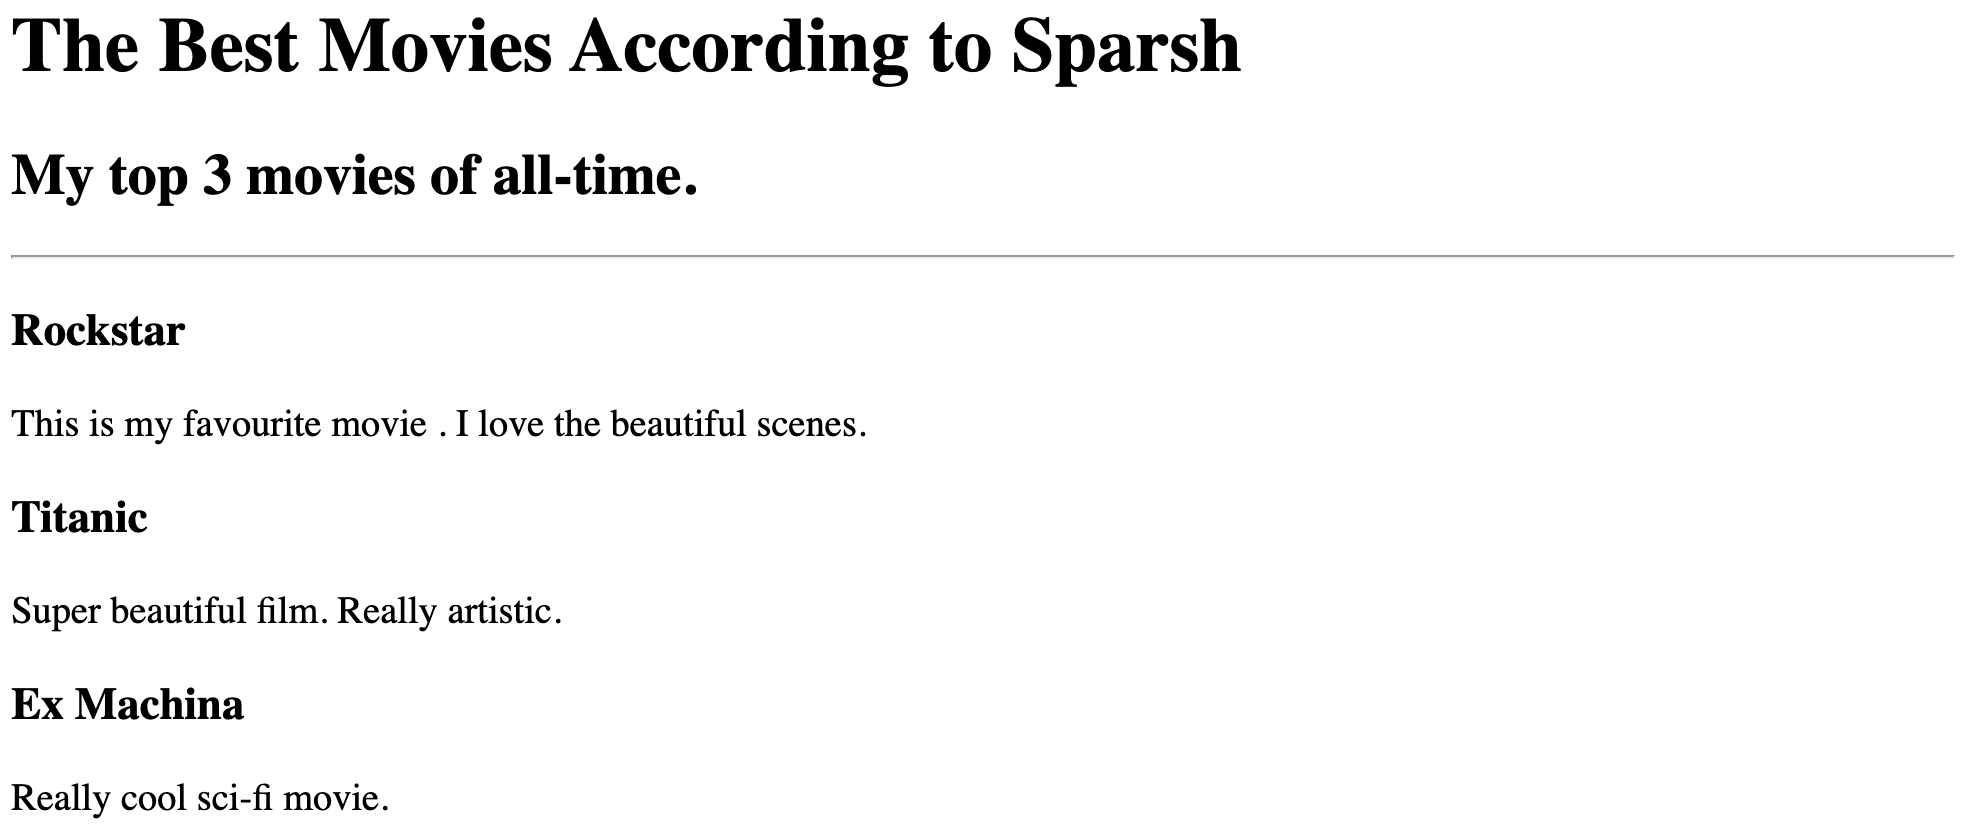 The Best Movies According to Sparsh
My top 3 movies of all-time.
Rockstar
This is my favourite movie . I love the beautiful scenes.
Titanic
Super beautiful film. Really artistic.
Ex Machina
Really cool sci-fi movie.